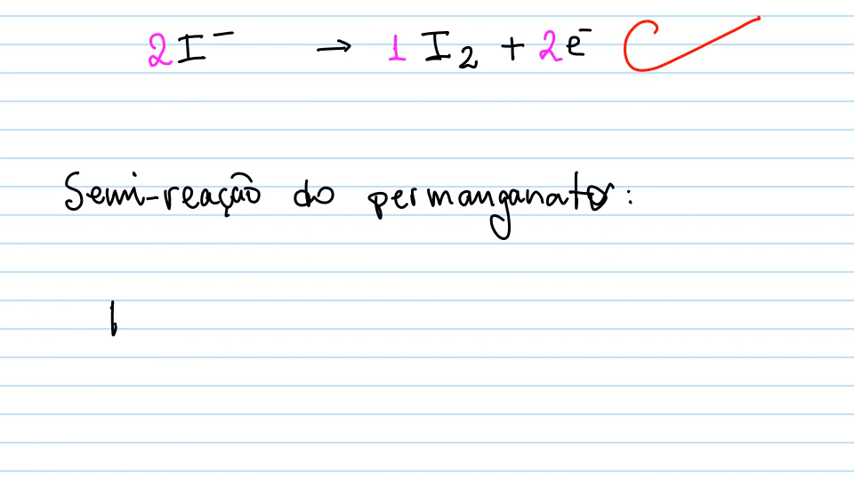 2I⁻ → 1 I₂ + 2e⁻
Semi-reação do permanganato: